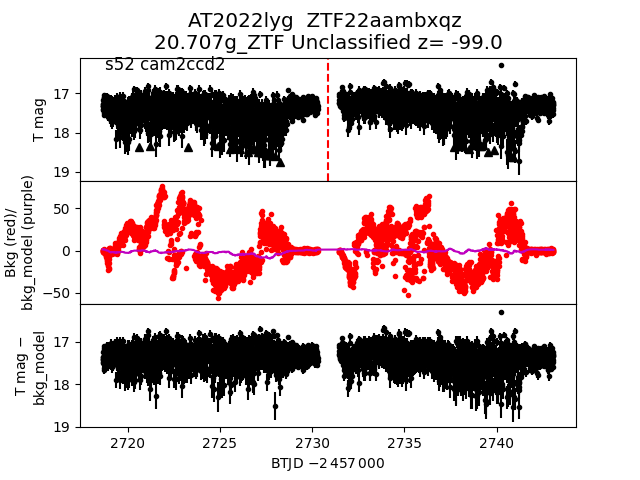 AT2022lyg  ZTF22aambxqz
20.707g_ZTF Unclassified z= -99.0
s52 cam2ccd2
T mag
17
18
19
Bkg (red)/
bkg_model (purple)
50
0
−50
T mag −
bkg_model
17
18
19
2720
2725
2730
2735
2740
BTJD −2 457 000